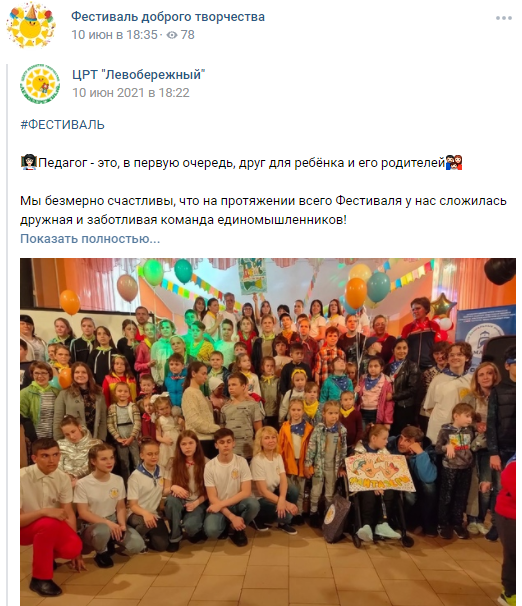 Фестиваль доброго творчества
10 июн в 18:35 · 78
ЦРТ "Левобережный"
10 июн 2021 в 18:22
#ФЕСТИВАЛЬ
Педагог - это, в первую очередь, друг для ребёнка и его родителей
Мы безмерно счастливы, что на протяжении всего Фестиваля у нас сложилась
дружная и заботливая команда единомышленников!
Показать полностью...